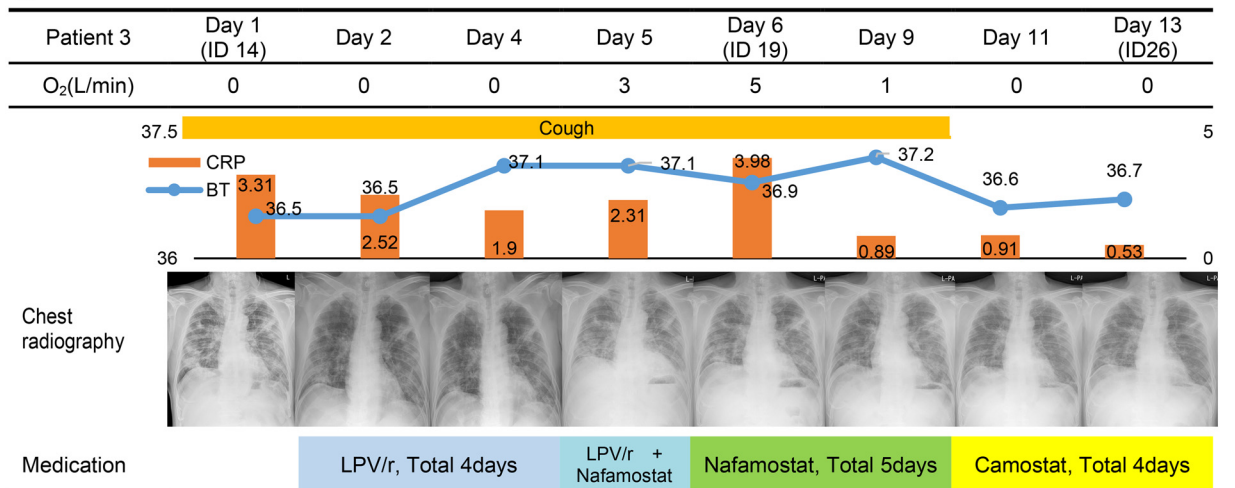 Patient 3 Day 1 (ID 14) Day 2 Day 4 Day 5 Day 6 (ID 19) Day 9 Day 11 Day 13 (ID26)
O₂(L/min) 0 0 0 3 5 1 0 0
37.5 Cough 5
CRP
BT
37.1 37.1 37.2
36.5 36.5 36.9 36.6 36.7
3.31 2.52 1.9 2.31 3.98 0.89 0.91 0.53
36 0
L L L-PA L-PA L-PA L-PA
Chest
radiography
Medication LPV/r, Total 4days LPV/r + Nafamostat Nafamostat, Total 5days Camostat, Total 4days